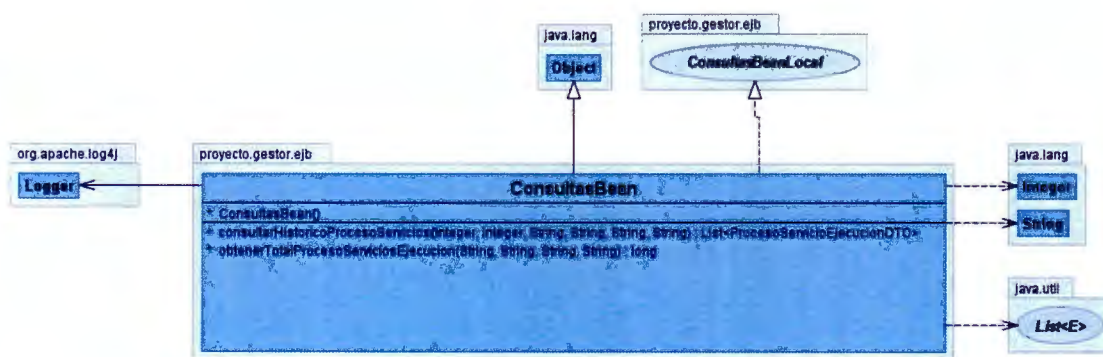 proyecto.gestor.ejb
java.lang
ConsultasBeanLocal
Object
org.apache.log4j
proyecto.gestor.ejb
java.lang
Logger
ConsultasBean
Integer
+ ConsultasBean()
+ consultarHistoricoProcesoServicios(Integer, Integer, String, String, String, String) : List<ProcesoServicioEjecucionDTO>
String
+ obtenerTotalProcesoServiciosEjecucion(String, String, String, String) : long
java.util
List<E>